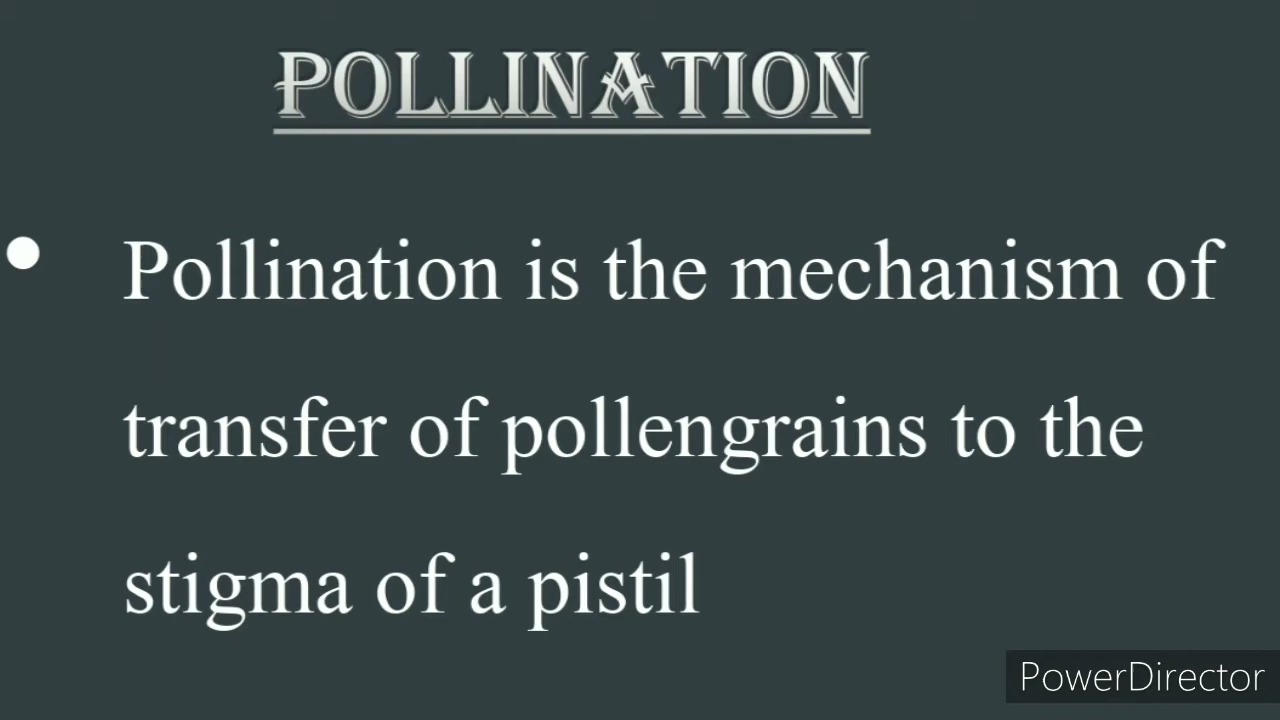 POLLINATION
• Pollination is the mechanism of
transfer of pollengrains to the
stigma of a pistil
PowerDirector